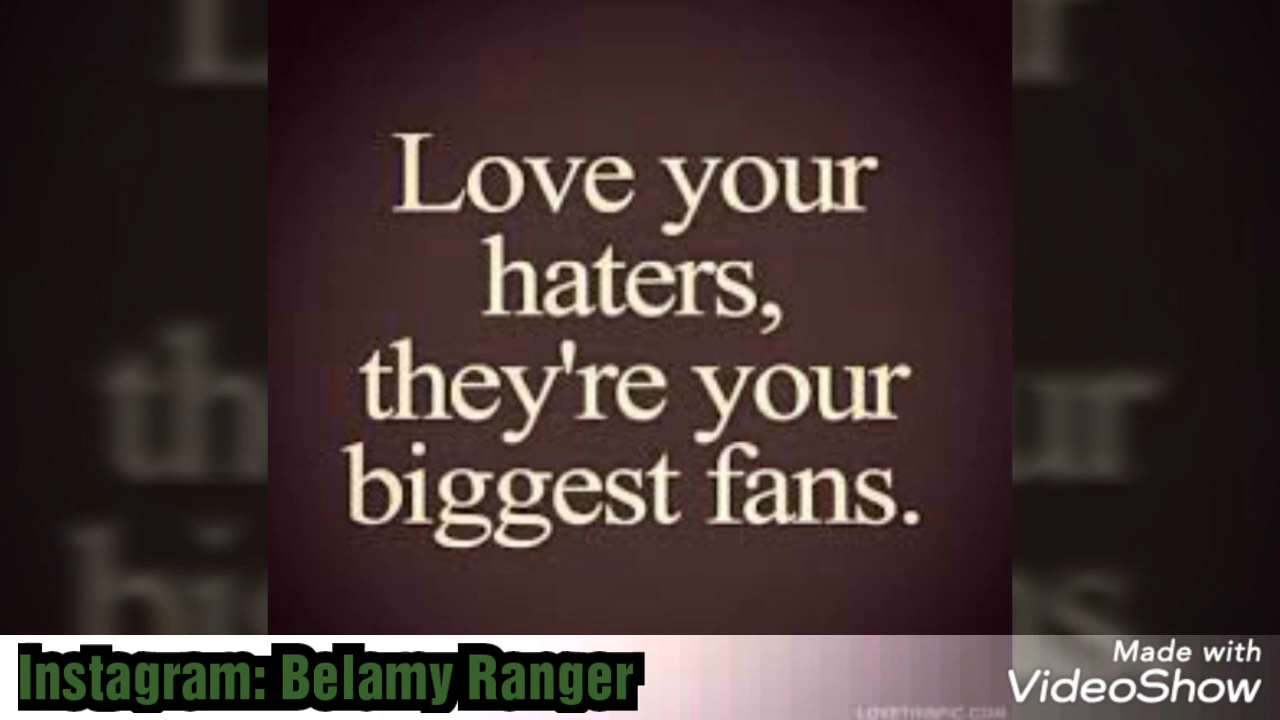 Love your
haters,
they're your
biggest fans.
Instagram: Belamy Ranger
Made with
VideoShow